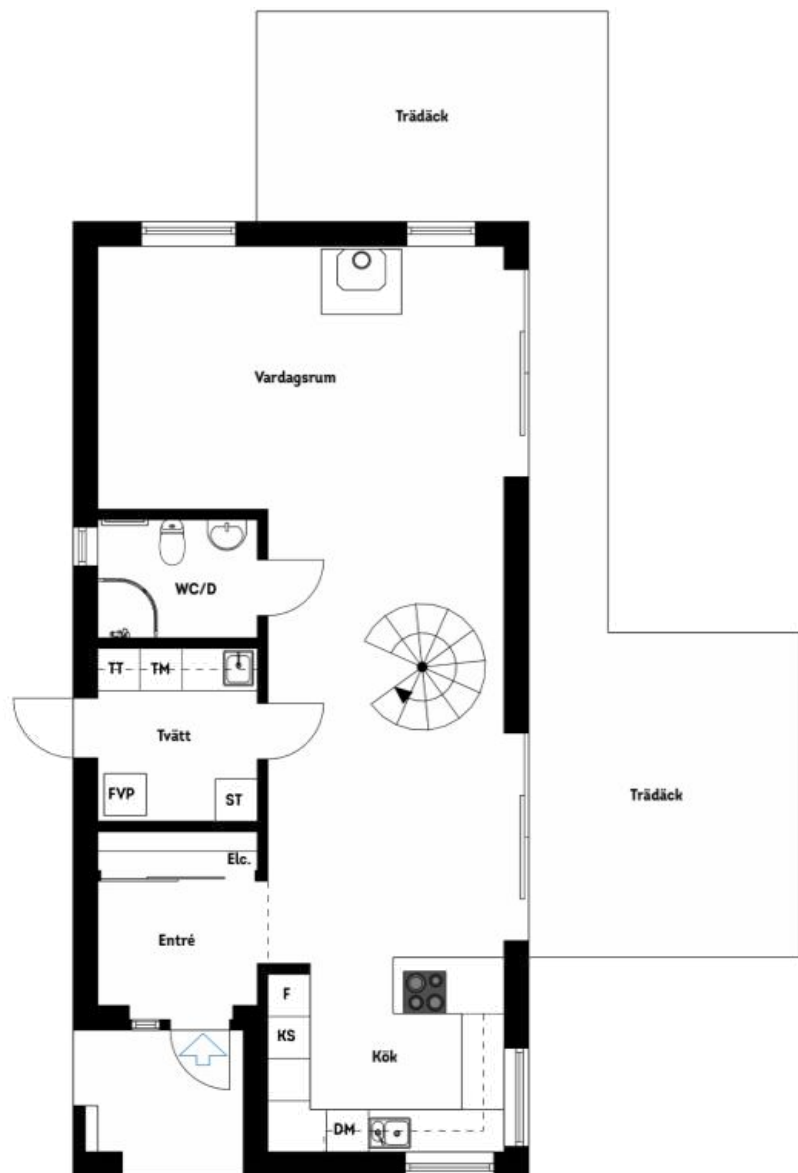 Trädäck
Vardagsrum
WC/D
TT TM
Tvätt
FVP
ST
Elc.
Trädäck
Entré
F
KS
Kök
DM